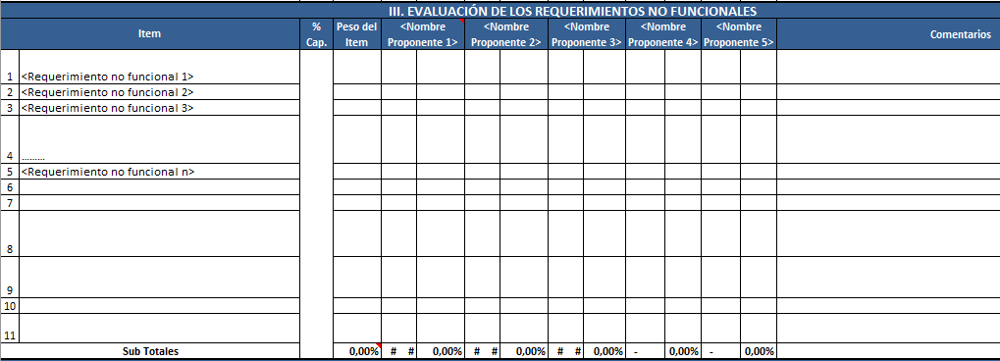 III. EVALUACIÓN DE LOS REQUERIMIENTOS NO FUNCIONALES
Item
%
Cap.
Peso del
Item
<Nombre
Proponente 1>
<Nombre
Proponente 2>
<Nombre
Proponente 3>
<Nombre
Proponente 4>
<Nombre
Proponente 5>
Comentarios
1 <Requerimiento no funcional 1>
2 <Requerimiento no funcional 2>
3 <Requerimiento no funcional 3>
4 .........
5 <Requerimiento no funcional n>
6
7
8
9
10
11
Sub Totales 0,00% # # 0,00% # # 0,00% # # 0,00% - 0,00% - 0,00%